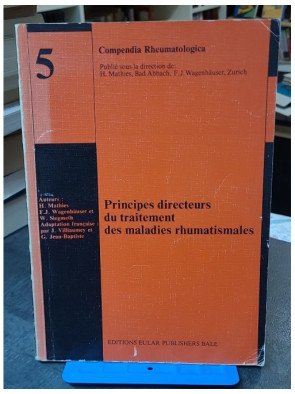 5
Compendia Rheumatologica
Publié sous la direction de:
H. Mathies, Bad Abbach, F.J. Wagenhäuser, Zurich
Auteurs:
H. Mathies
F.J. Wagenhäuser et
W. Siegmeth
Adaptation française
par J. Villiaumey et
G. Jean-Baptiste
Principes directeurs
du traitement
des maladies rhumatismales
EDITIONS EULAR PUBLISHERS BALE